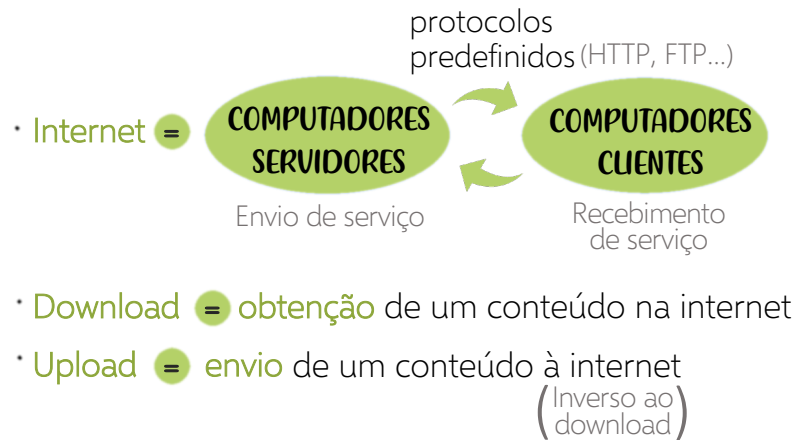 protocolos
predefinidos (HTTP, FTP...)
· Internet = COMPUTADORES SERVIDORES
COMPUTADORES CLIENTES
Envio de serviço
Recebimento
de serviço
· Download = obtenção de um conteúdo na internet
· Upload = envio de um conteúdo à internet
(Inverso ao
download)